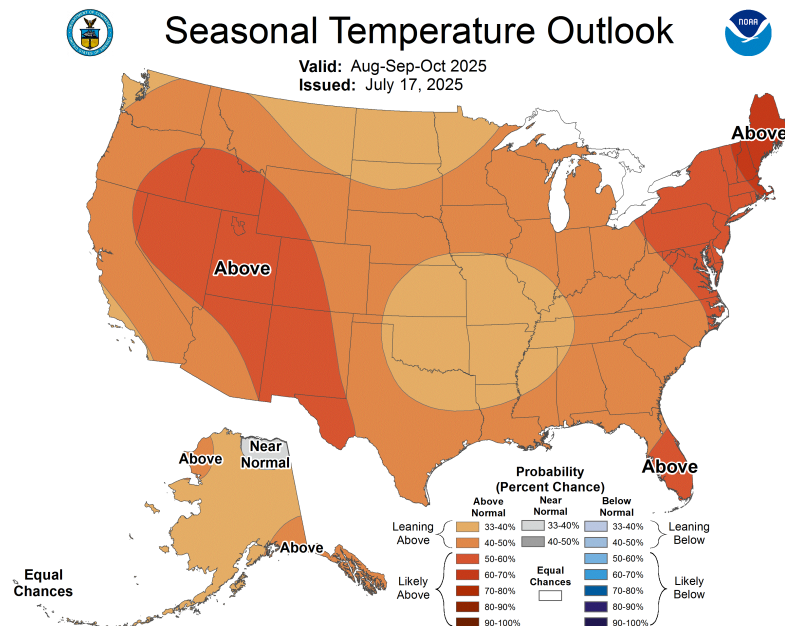 NOAA
Seasonal Temperature Outlook
Valid: Aug-Sep-Oct 2025
Issued: July 17, 2025
Above
Above
Above
Above
Near
Normal
Above
Equal
Chances
Probability
(Percent Chance)
Above
Normal
Near
Normal
Below
Normal
Leaning
Above
Likely
Above
33-40%
40-50%
50-60%
60-70%
70-80%
80-90%
90-100%
33-40%
40-50%
Equal
Chances
33-40%
40-50%
50-60%
60-70%
70-80%
80-90%
90-100%
Leaning
Below
Likely
Below